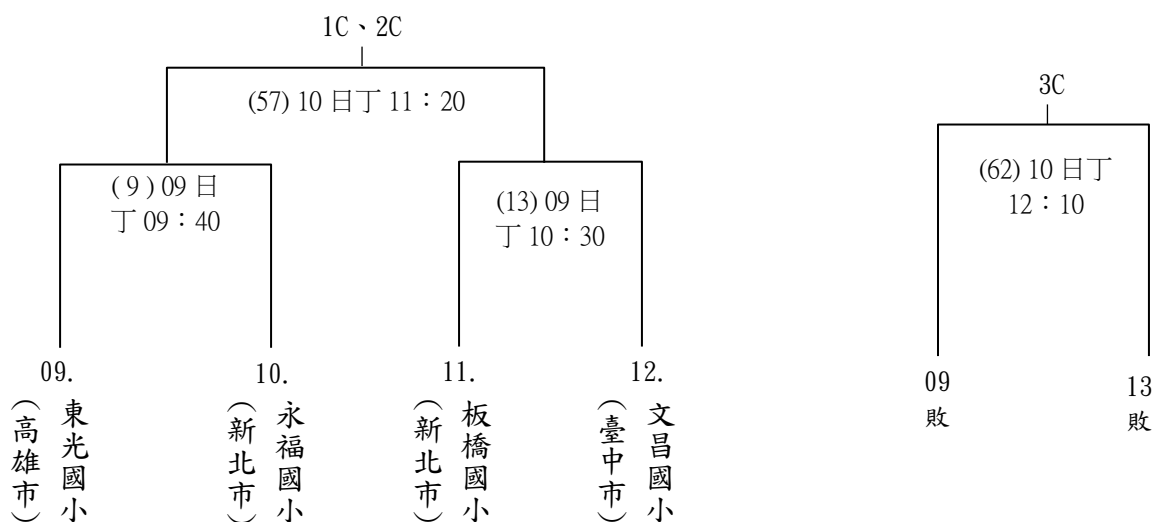 1C、2C
(57) 10 日丁 11：20
( 9 ) 09 日
丁 09：40
(13) 09 日
丁 10：30
09.
東光國小
(高雄市)
10.
永福國小
(新北市)
11.
板橋國小
(新北市)
12.
文昌國小
(臺中市)
3C
(62) 10 日丁
12：10
09
敗
13
敗